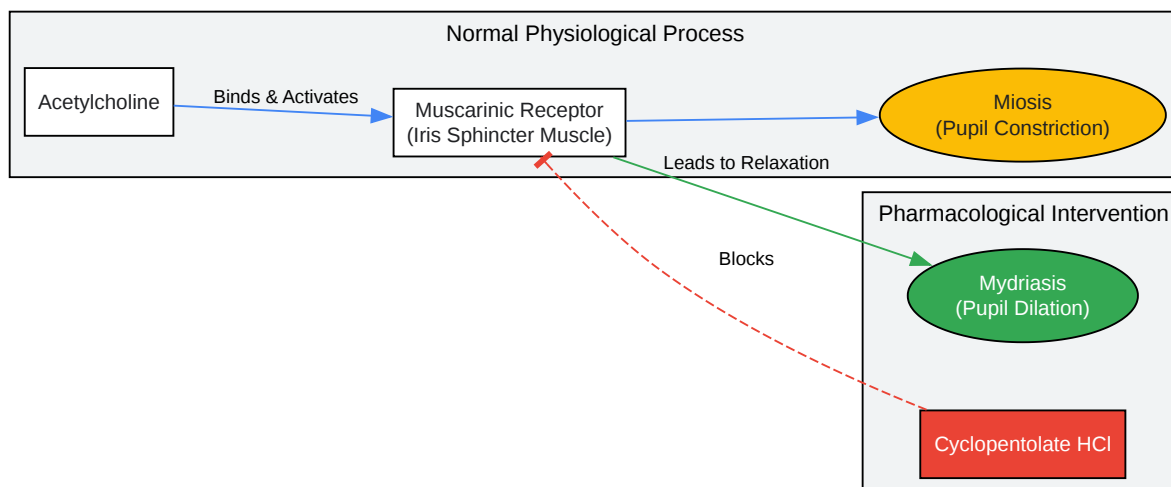 Normal Physiological Process
Acetylcholine
Binds & Activates
Muscarinic Receptor
(Iris Sphincter Muscle)
Miosis
(Pupil Constriction)
Leads to Relaxation
Pharmacological Intervention
Blocks
Mydriasis
(Pupil Dilation)
Cyclopentolate HCl